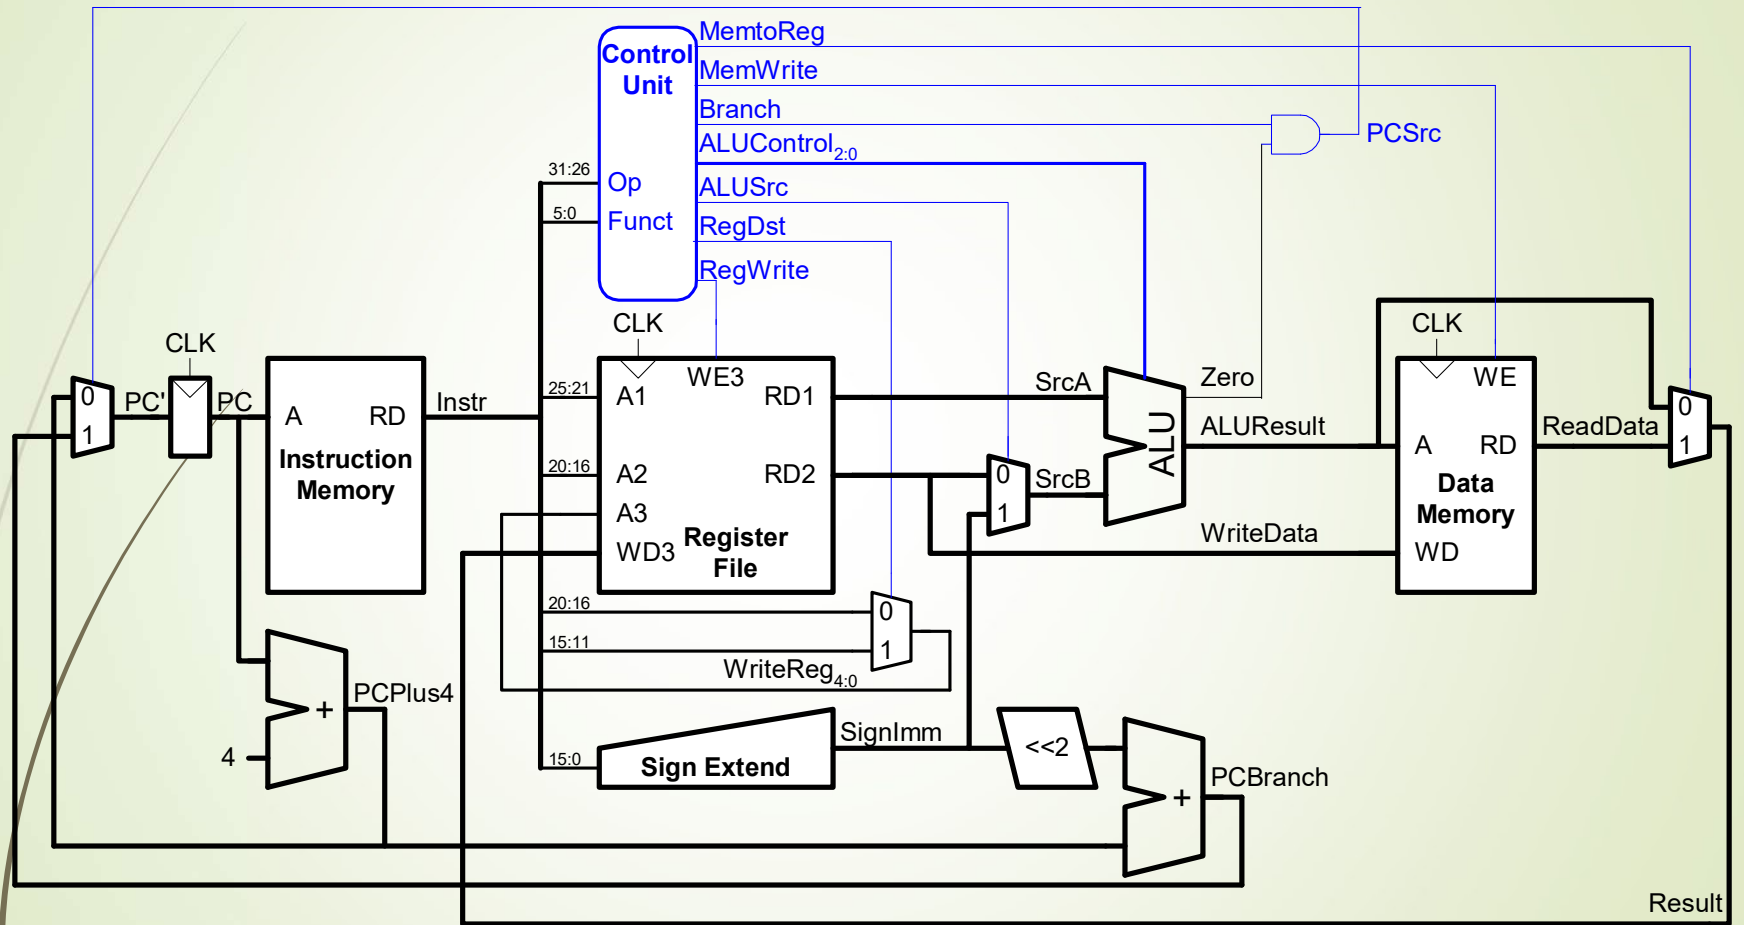 MemtoReg
Control
Unit
MemWrite
Branch
PCSrc
ALUControl2:0
31:26
Op
ALUSrc
5:0
Funct
RegDst
RegWrite
CLK
CLK
CLK
WE3
WE
25:21
A1
RD1
SrcA
Zero
0
PC'
PC
A
RD
Instr
ALU
ALUResult
0
ReadData
1
1
Instruction
Memory
20:16
A2
RD2
0
SrcB
A
RD
Data
Memory
A3
1
Register
File
WD3
WriteData
WD
20:16
0
15:11
1
WriteReg4:0
PCPlus4
+
4
SignImm
<<2
15:0
Sign Extend
PCBranch
+
Result